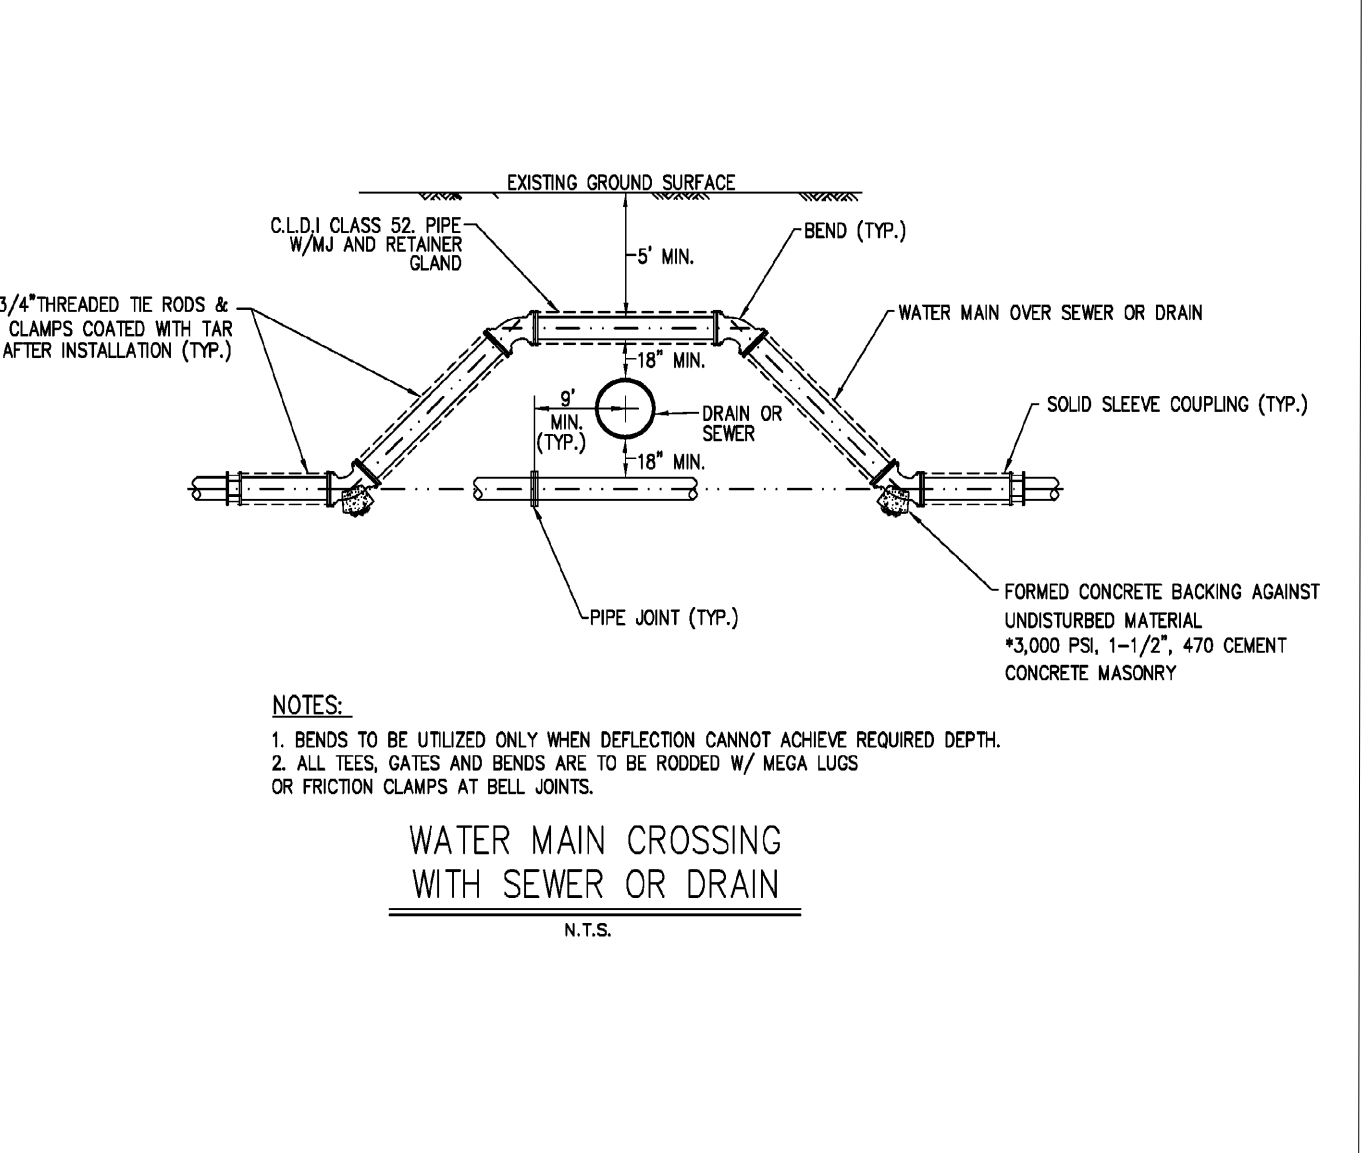 EXISTING GROUND SURFACE
C.L.D.I CLASS 52. PIPE
W/MJ AND RETAINER
GLAND
BEND (TYP.)
5' MIN.
3/4"THREADED TIE RODS &
CLAMPS COATED WITH TAR
AFTER INSTALLATION (TYP.)
WATER MAIN OVER SEWER OR DRAIN
18" MIN.
9'
MIN.
(TYP.)
DRAIN OR
SEWER
SOLID SLEEVE COUPLING (TYP.)
18" MIN.
PIPE JOINT (TYP.)
FORMED CONCRETE BACKING AGAINST
UNDISTURBED MATERIAL
*3,000 PSI, 1-1/2", 470 CEMENT
CONCRETE MASONRY
NOTES:
1. BENDS TO BE UTILIZED ONLY WHEN DEFLECTION CANNOT ACHIEVE REQUIRED DEPTH.
2. ALL TEES, GATES AND BENDS ARE TO BE RODDED W/ MEGA LUGS
OR FRICTION CLAMPS AT BELL JOINTS.
WATER MAIN CROSSING
WITH SEWER OR DRAIN
N.T.S.